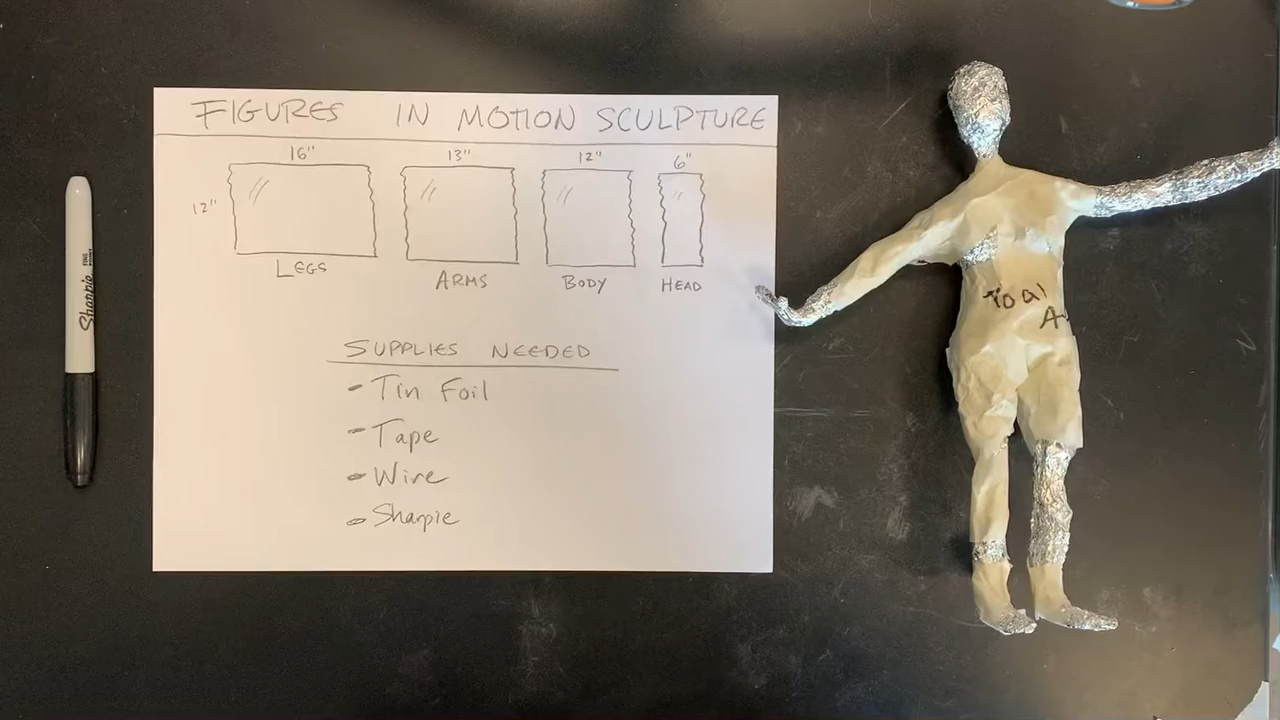 FIGURES IN MOTION SCULPTURE
16" 13" 12" 6"
12"
LEGS ARMS BODY HEAD
SUPPLIES NEEDED
- Tin Foil
- Tape
- Wire
- Sharpie
Sharpie